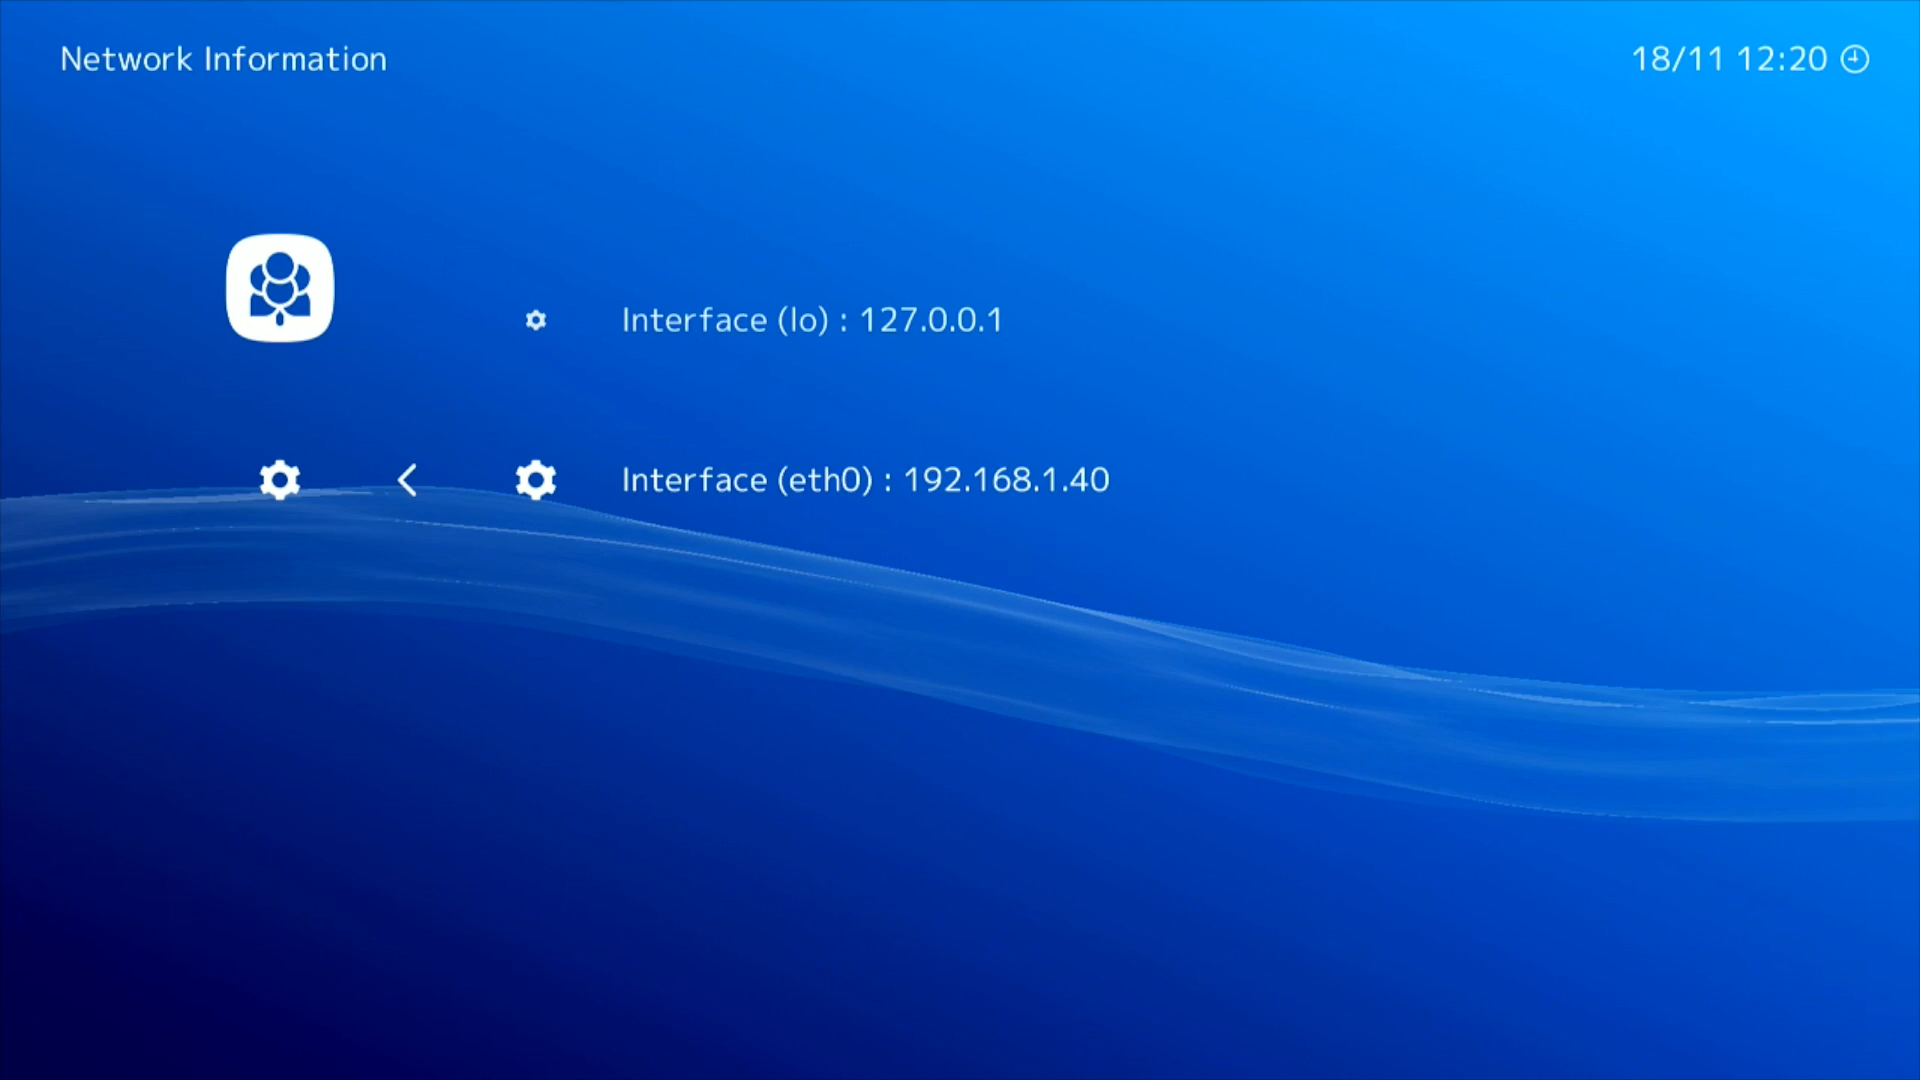 Network Information
18/11 12:20
Interface (lo) : 127.0.0.1
Interface (eth0) : 192.168.1.40